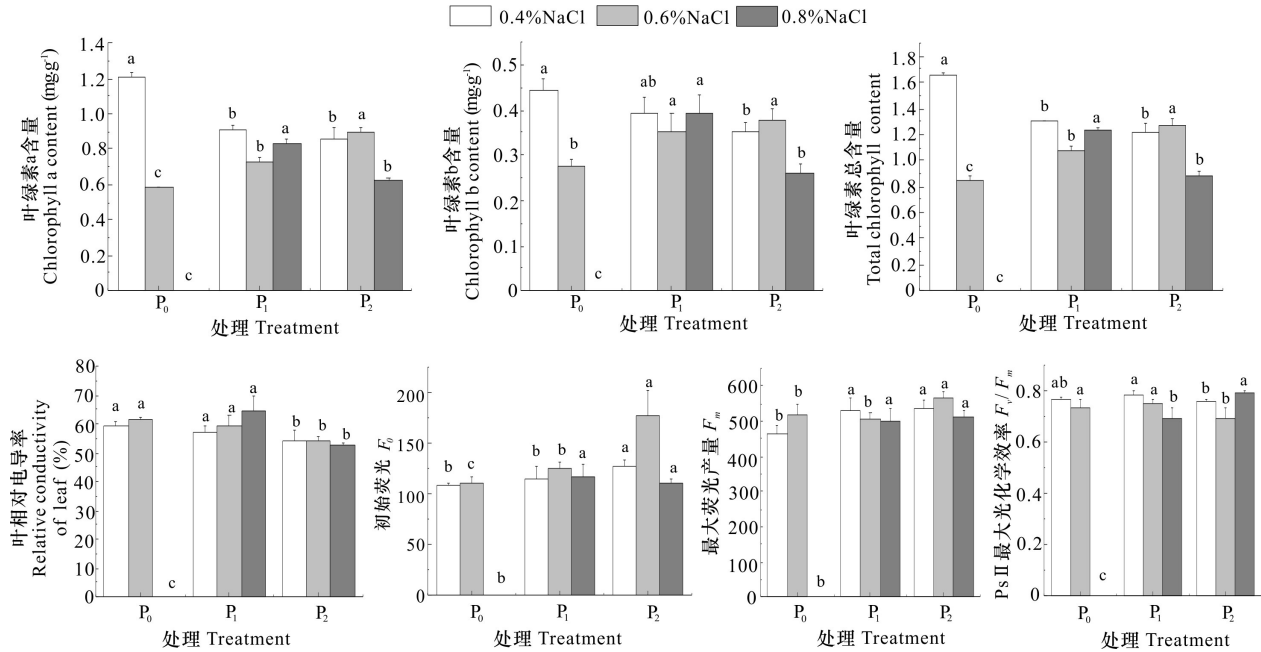 0.4%NaCl 0.6%NaCl 0.8%NaCl
叶绿素a含量
Chlorophyll a content (mg·g⁻¹)
1.4
1.2
1.0
0.8
0.6
0.4
0.2
0
a
c
c
b
b
a
b
a
b
P₀ P₁ P₂
处理 Treatment
叶绿素b含量
Chlorophyll b content (mg·g⁻¹)
0.5
0.4
0.3
0.2
0.1
0
a
b
c
ab
a
a
b
a
b
P₀ P₁ P₂
处理 Treatment
叶绿素总含量
Total chlorophyll content
1.8
1.6
1.4
1.2
1.0
0.8
0.6
0.4
0.2
0
a
c
c
b
b
a
b
a
b
P₀ P₁ P₂
处理 Treatment
叶相对电导率
Relative conductivity
of leaf (%)
80
70
60
50
40
30
20
10
0
a
a
c
a
a
a
b
b
b
P₀ P₁ P₂
处理 Treatment
初始荧光 F₀
200
150
100
50
0
b
c
b
b
b
a
a
a
a
P₀ P₁ P₂
处理 Treatment
最大荧光产量 Fₘ
600
500
400
300
200
100
0
b
b
b
a
b
a
a
a
a
P₀ P₁ P₂
处理 Treatment
PsⅡ最大光化学效率 Fᵥ/Fₘ
0.8
0.6
0.4
0.2
0
ab
a
c
a
a
b
b
b
a
P₀ P₁ P₂
处理 Treatment